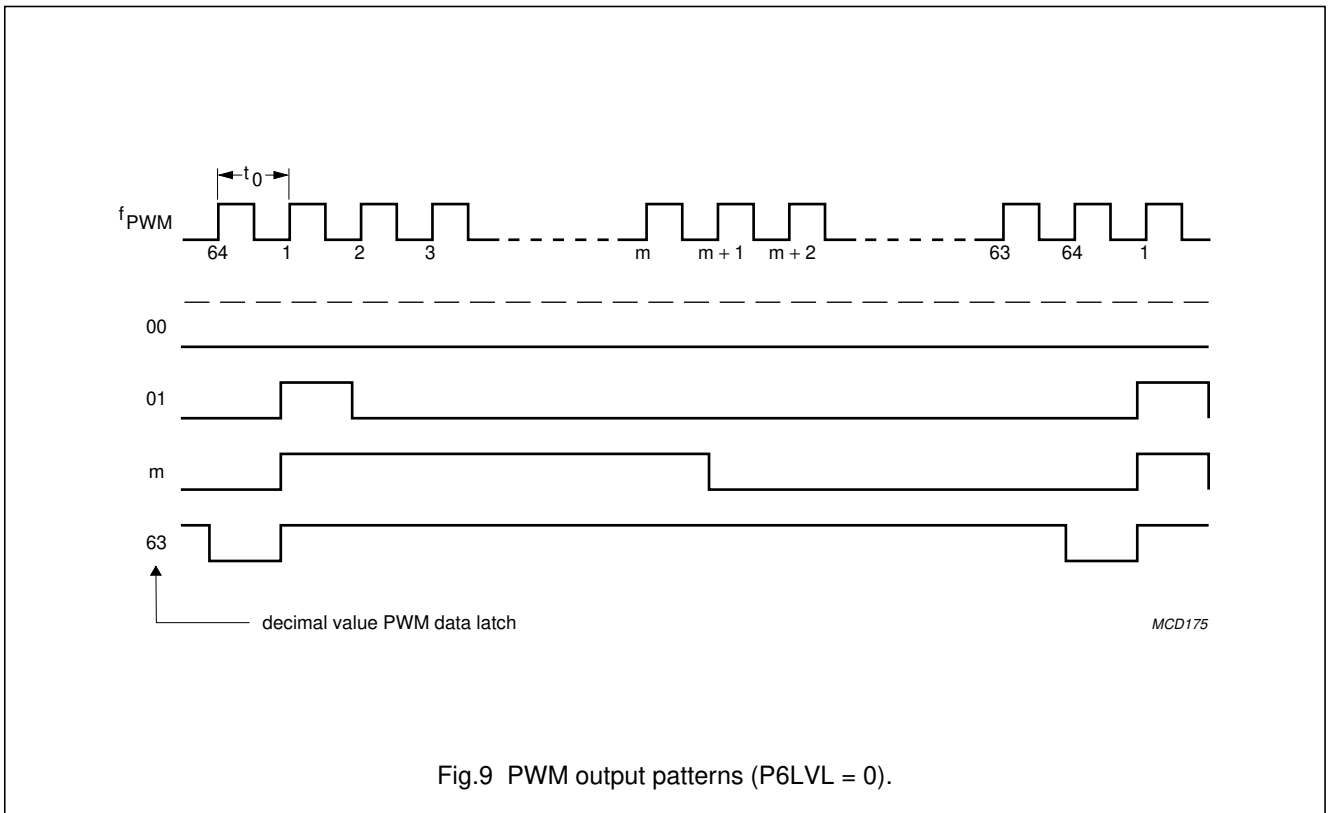 t0
fPWM
64 1 2 3 m m + 1 m + 2 63 64 1
00
01
m
63
decimal value PWM data latch
MCD175
Fig.9 PWM output patterns (P6LVL = 0).